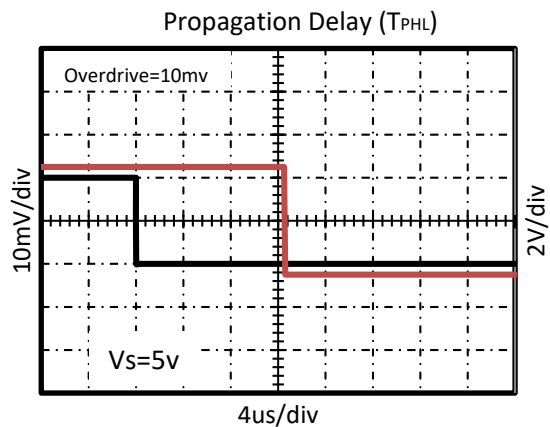 Propagation Delay (TPHL)
Overdrive=10mv
10mV/div
2V/div
Vs=5v
4us/div